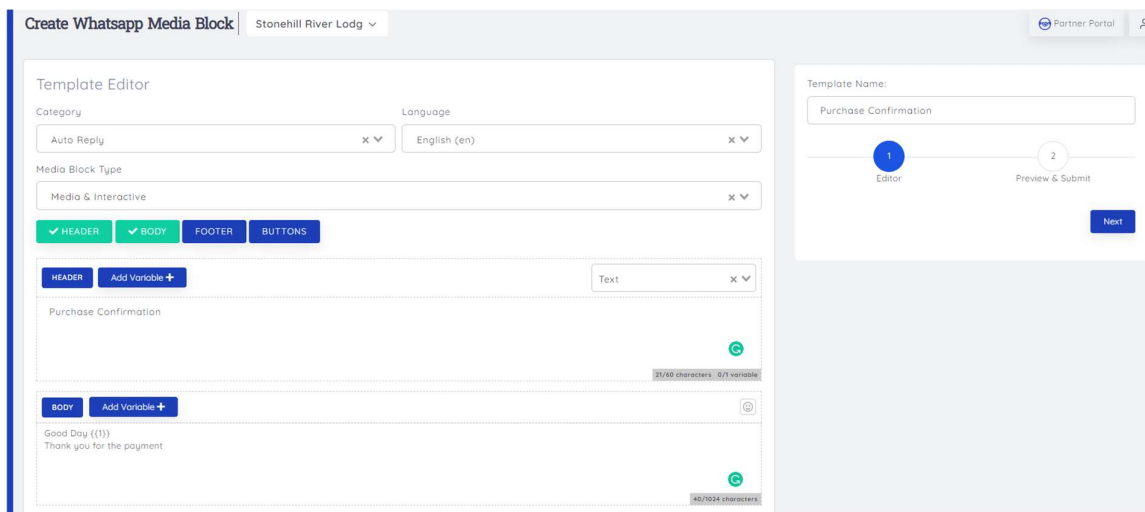 Create Whatsapp Media Block
Stonehill River Lodg
Partner Portal
Template Editor
Category
Language
Auto Reply
English (en)
Media Block Type
Media & Interactive
HEADER
BODY
FOOTER
BUTTONS
HEADER
Add Variable
Text
Purchase Confirmation
21/60 characters 0/1 variable
BODY
Add Variable
Good Day {{1}}
Thank you for the payment
40/1024 characters
Template Name:
Purchase Confirmation
1
2
Editor
Preview & Submit
Next